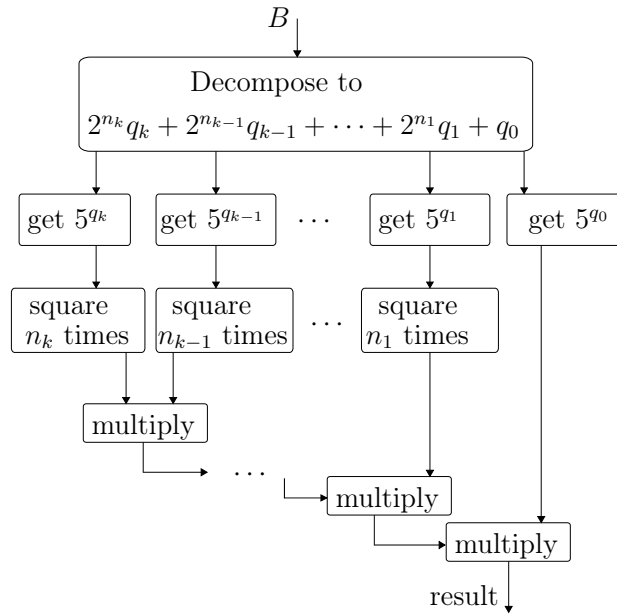 B
Decompose to
2^{n_k}q_k + 2^{n_{k−1}}q_{k−1} + ··· + 2^{n_1}q_1 + q_0
get 5^{q_k} get 5^{q_{k−1}} ... get 5^{q_1} get 5^{q_0}
square square square
n_k times n_{k−1} times ... n_1 times
multiply
...
multiply
multiply
result